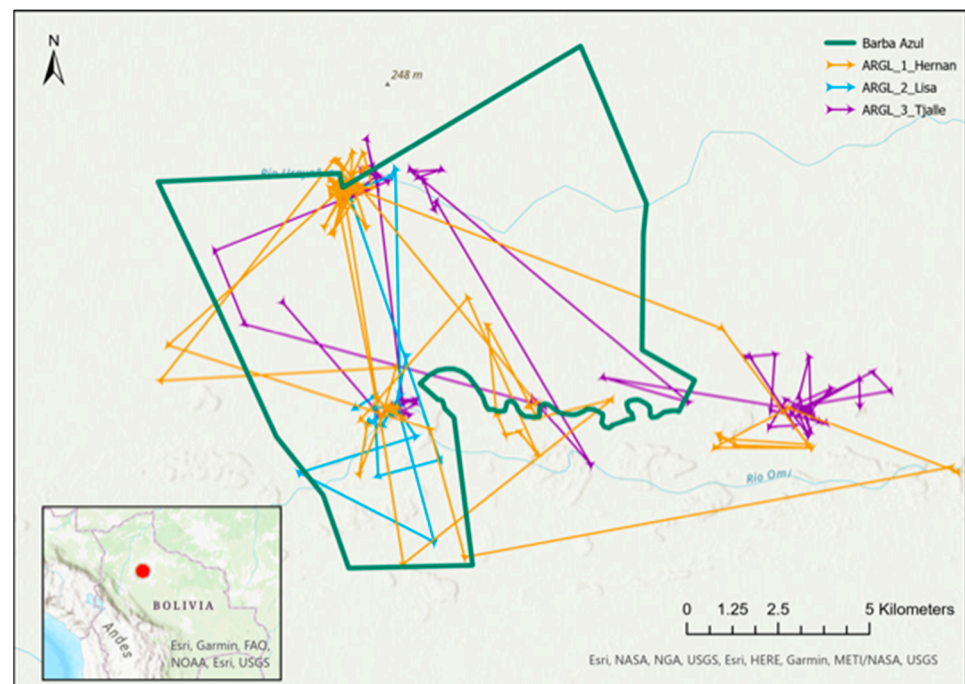 N
248 m
Barba Azul
ARGL_1_Hernan
ARGL_2_Lisa
ARGL_3_Tjalle
Río
Río Omi
BOLIVIA
Andes
Esri, Garmin, FAO,
NOAA, Esri, USGS
0 1.25 2.5 5 Kilometers
Esri, NASA, NGA, USGS, Esri, HERE, Garmin, METI/NASA, USGS